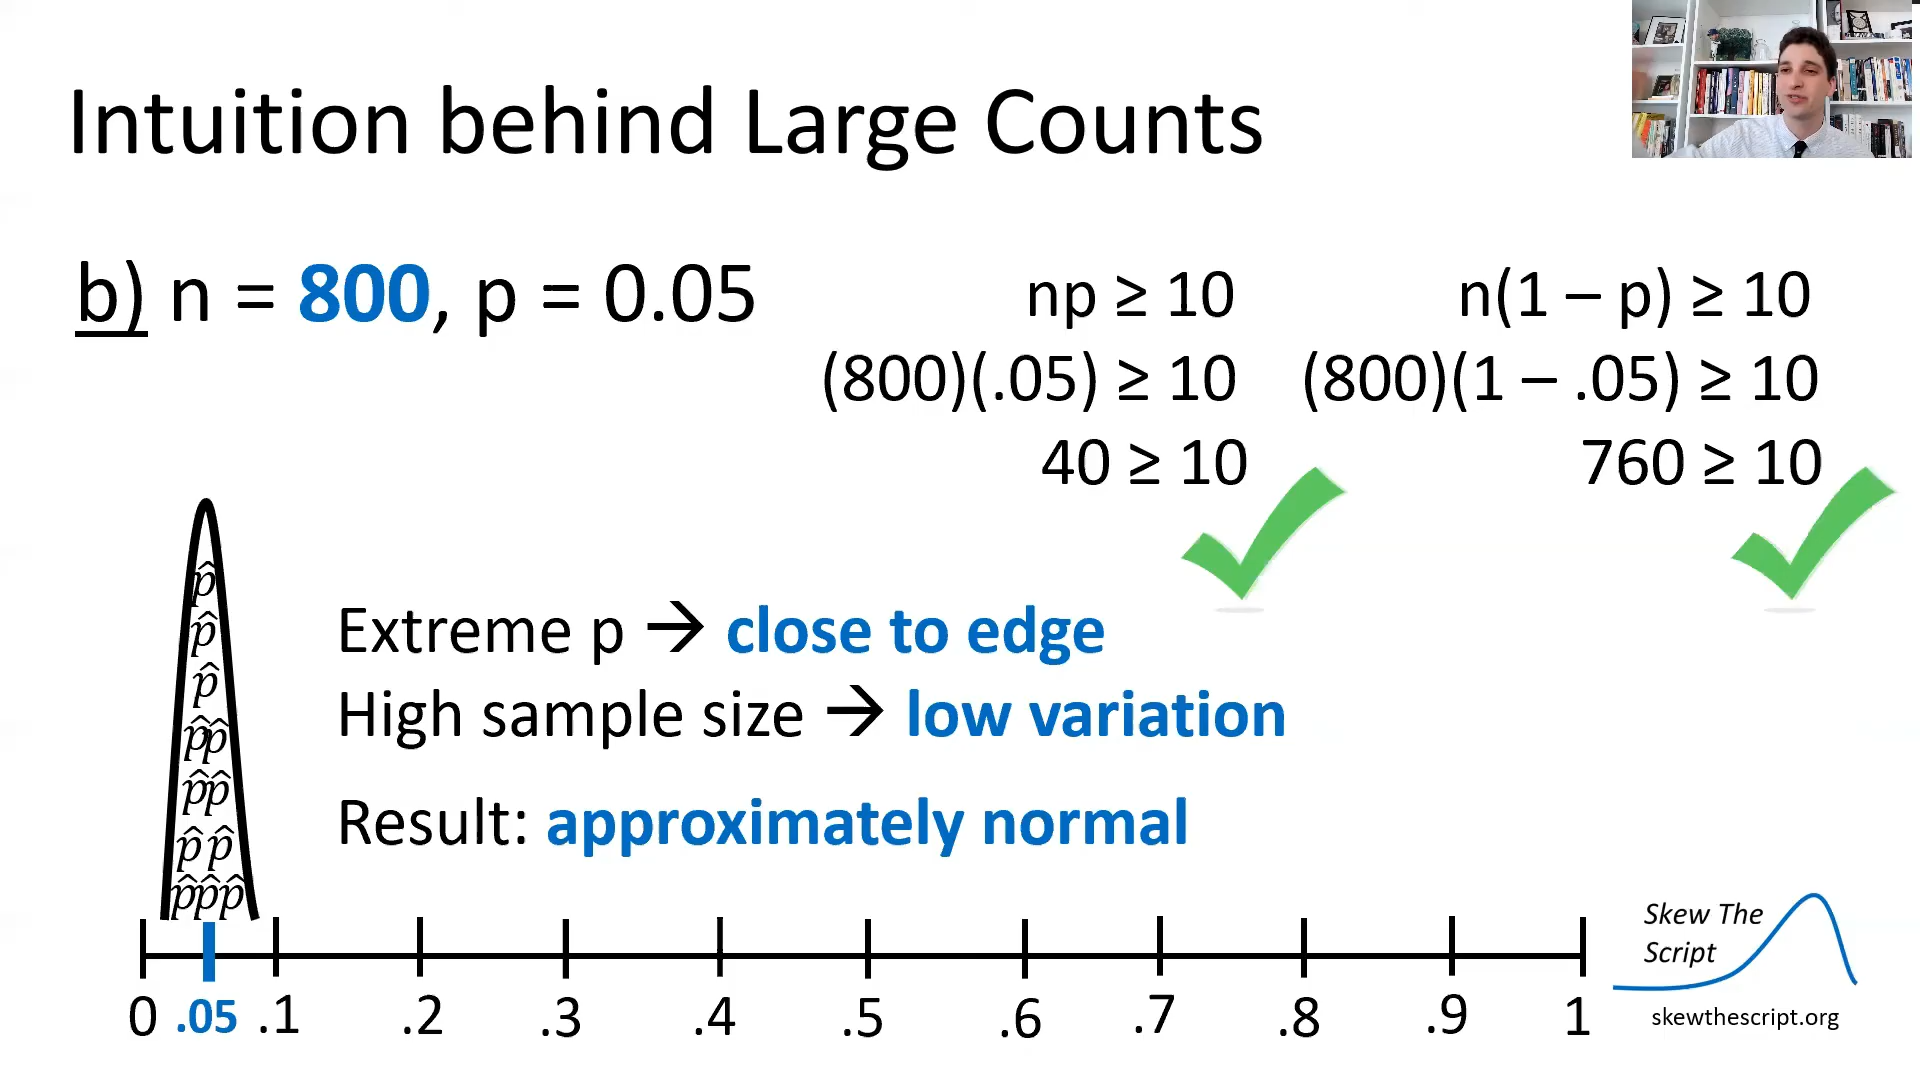 Intuition behind Large Counts
b) n = 800, p = 0.05
np ≥ 10
n(1 – p) ≥ 10
(800)(.05) ≥ 10
(800)(1 – .05) ≥ 10
40 ≥ 10
760 ≥ 10
p̂
p̂
p̂
p̂p̂
p̂p̂
p̂ p̂
p̂p̂p̂
Extreme p → close to edge
High sample size → low variation
Result: approximately normal
0 .05 .1 .2 .3 .4 .5 .6 .7 .8 .9 1
Skew The
Script
skewthescript.org